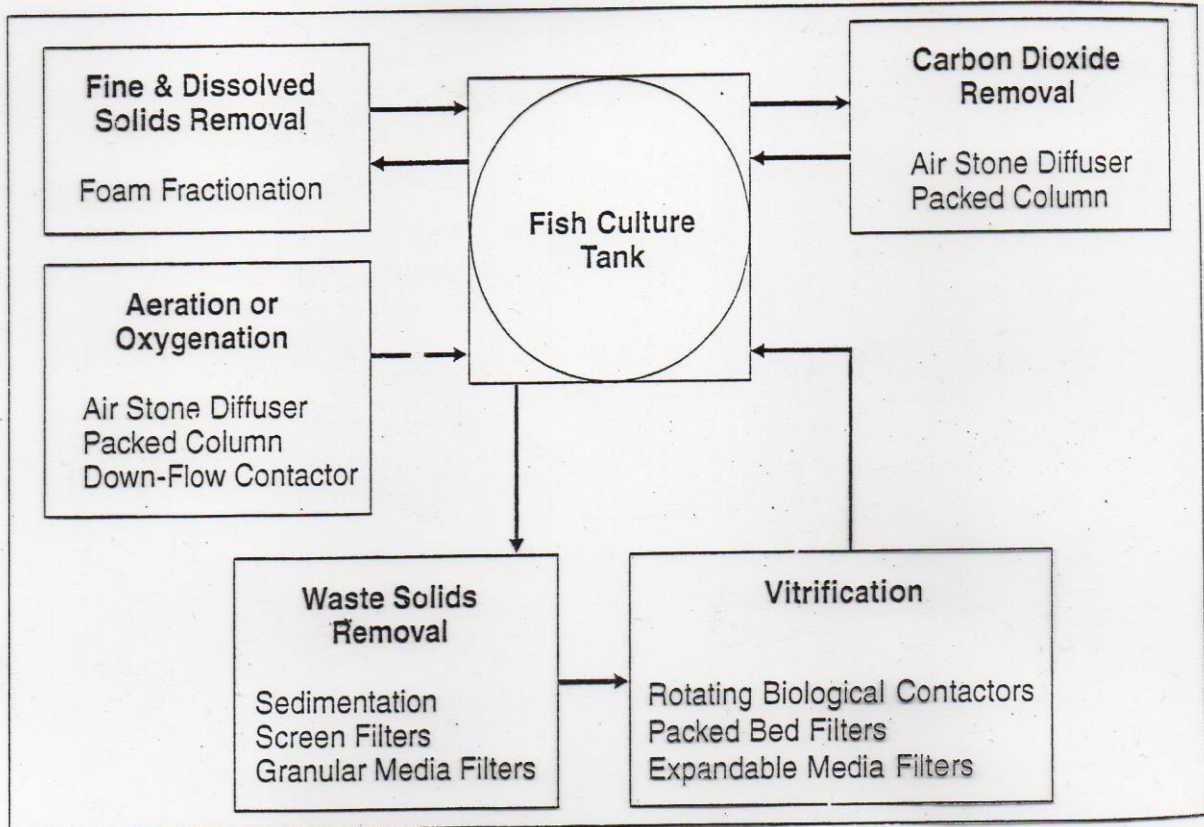 Fine & Dissolved
Solids Removal
Foam Fractionation
Carbon Dioxide
Removal
Air Stone Diffuser
Packed Column
Fish Culture
Tank
Aeration or
Oxygenation
Air Stone Diffuser
Packed Column
Down-Flow Contactor
Waste Solids
Removal
Sedimentation
Screen Filters
Granular Media Filters
Vitrification
Rotating Biological Contactors
Packed Bed Filters
Expandable Media Filters